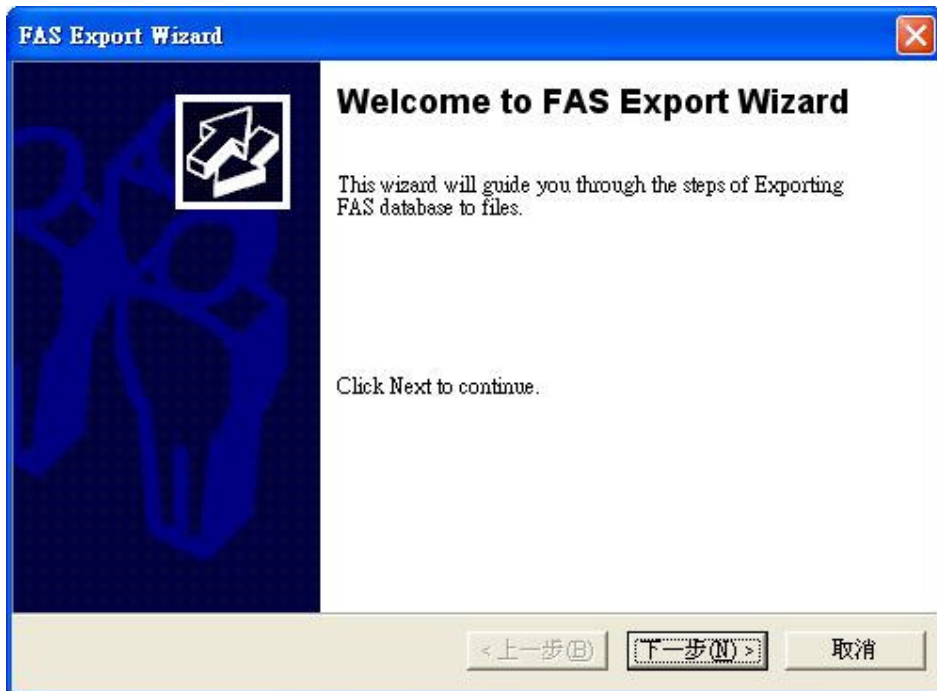 FAS Export Wizard
Welcome to FAS Export Wizard
This wizard will guide you through the steps of Exporting
FAS database to files.
Click Next to continue.
<上一步(B) 下一步(N) > 取消